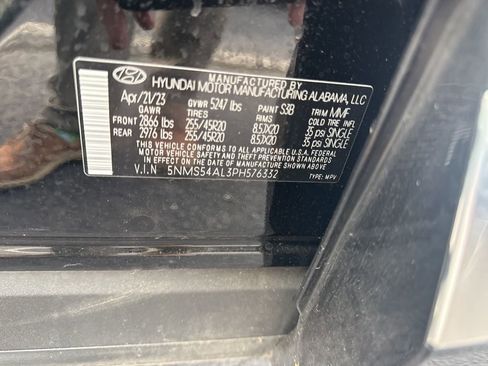 MANUFACTURED BY
HYUNDAI MOTOR MANUFACTURING ALABAMA, LLC
Apr/21/23 GVWR 5247 lbs PAINT S3B TRIM MMF
GAWR TIRES RIMS COLD TIRE INF
FRONT 2866 lbs 255/45R20 8.5JX20 35 psi SINGLE
REAR 2976 lbs 255/45R20 8.5JX20 35 psi SINGLE
THIS VEHICLE CONFORMS TO ALL APPLICABLE U.S.A. FEDERAL
MOTOR VEHICLE SAFETY AND THEFT PREVENTION STANDARDS
IN EFFECT ON THE DATE OF MANUFACTURE SHOWN ABOVE
V.I.N 5NMS54AL3PH576332 TYPE: MPV